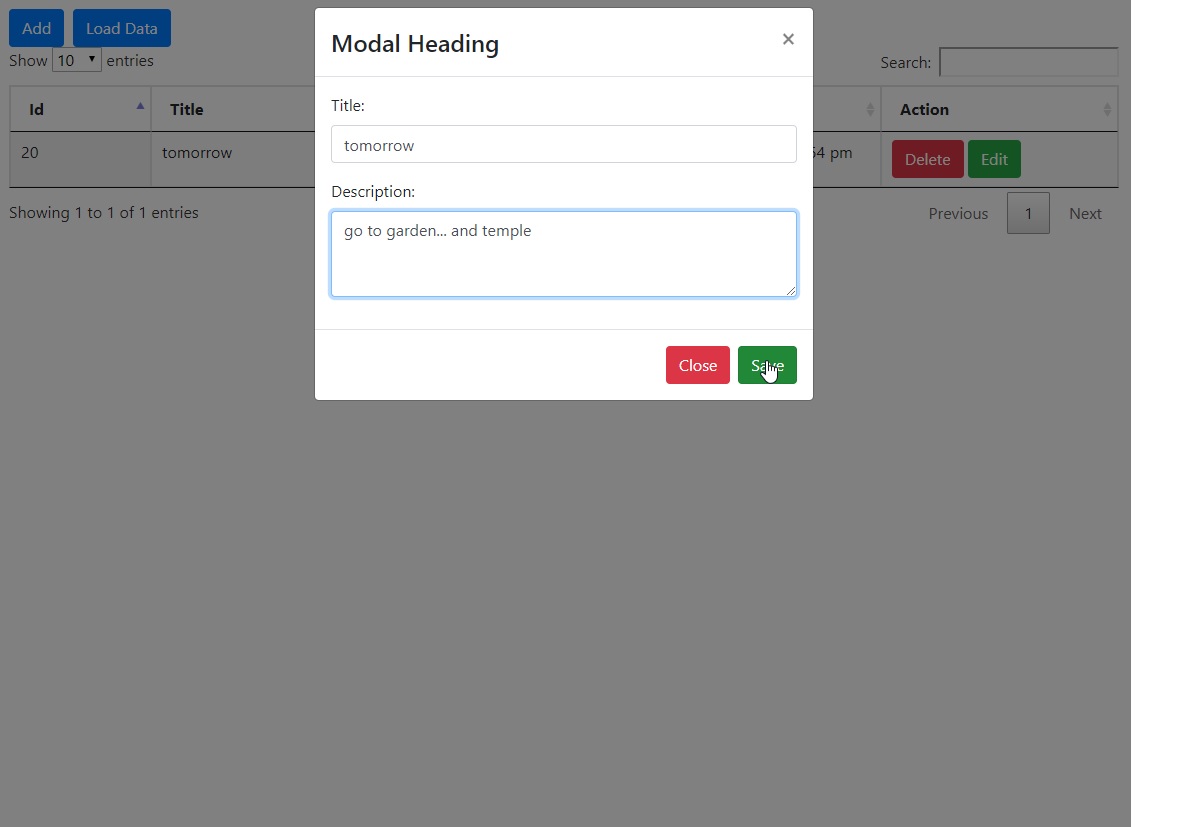 Add Load Data
Show 10 entries
Search:
Id Title Action
20 tomorrow 54 pm Delete Edit
Showing 1 to 1 of 1 entries
Previous 1 Next
Modal Heading ×
Title:
tomorrow
Description:
go to garden... and temple
Close Save